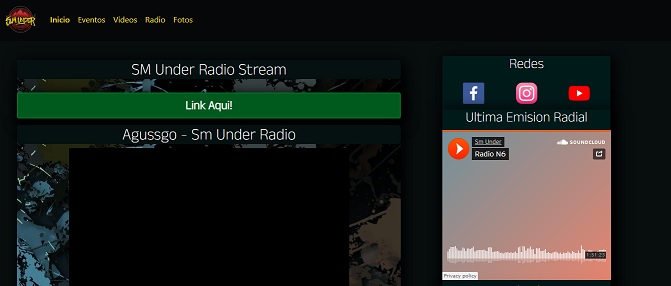 SM UNDER
Inicio Eventos Videos Radio Fotos
SM Under Radio Stream
Link Aqui!
Agussgo - Sm Under Radio
Redes
Ultima Emision Radial
Sm Under
SOUNDCLOUD
Radio N6
1:31:23
Privacy policy